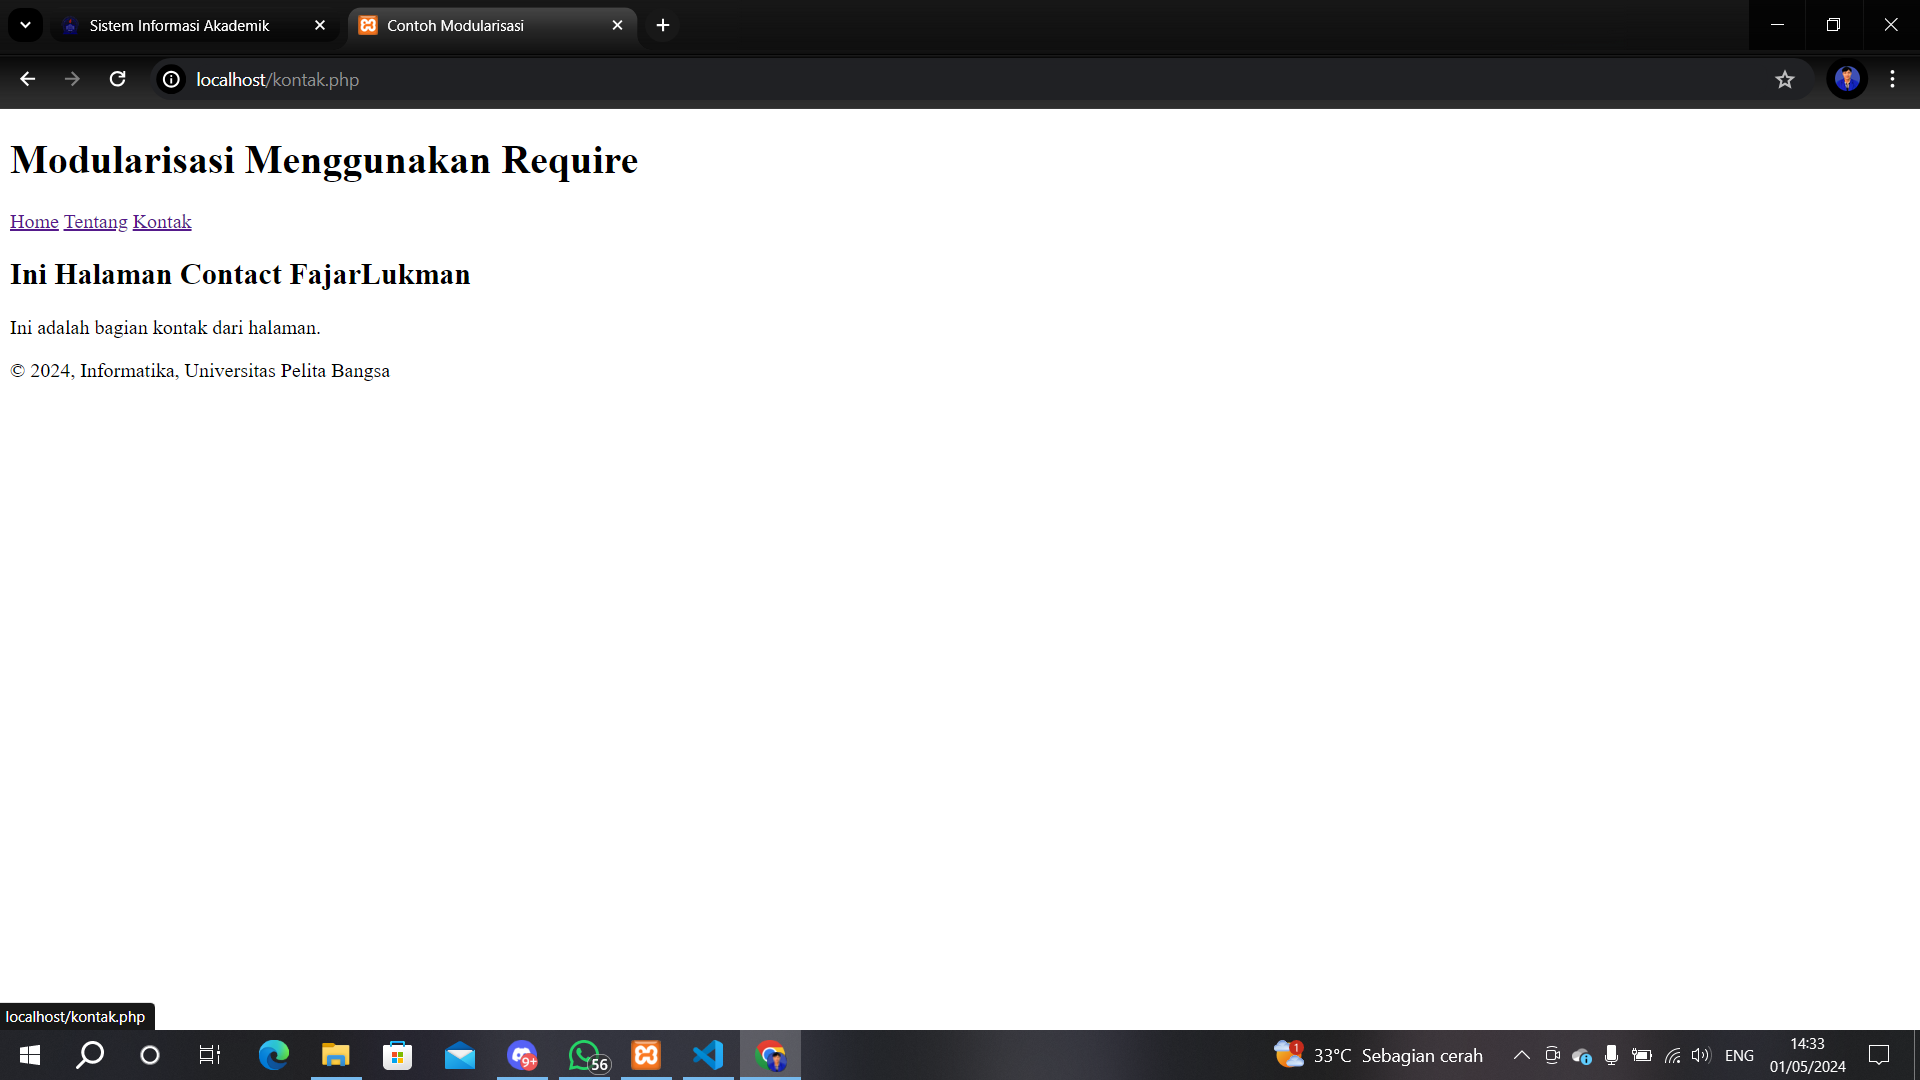 Sistem Informasi Akademik
Contoh Modularisasi
localhost/kontak.php
Modularisasi Menggunakan Require
Home Tentang Kontak
Ini Halaman Contact FajarLukman
Ini adalah bagian kontak dari halaman.
© 2024, Informatika, Universitas Pelita Bangsa
localhost/kontak.php
9+
56
1
33°C Sebagian cerah
ENG
14:33
01/05/2024